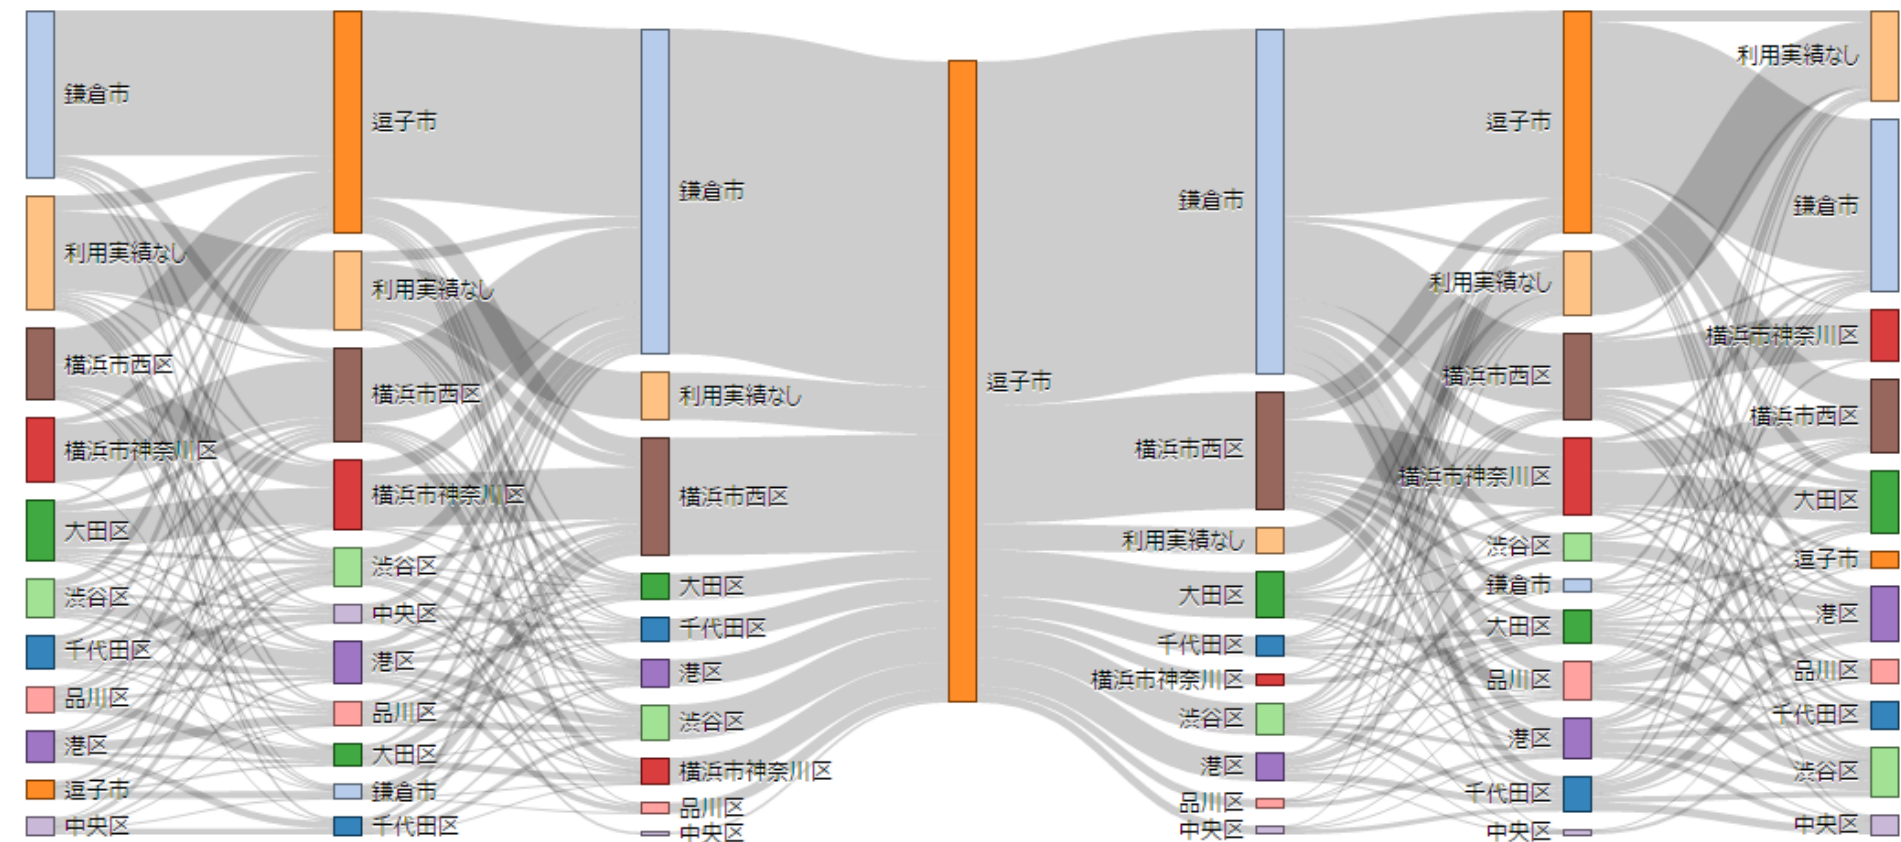 鎌倉市
利用実績なし
横浜市西区
横浜市神奈川区
大田区
渋谷区
千代田区
品川区
港区
逗子市
中央区
逗子市
利用実績なし
横浜市西区
横浜市神奈川区
渋谷区
中央区
港区
品川区
大田区
鎌倉市
千代田区
鎌倉市
利用実績なし
横浜市西区
大田区
千代田区
港区
渋谷区
横浜市神奈川区
品川区
中央区
逗子市
鎌倉市
横浜市西区
利用実績なし
大田区
千代田区
横浜市神奈川区
渋谷区
港区
品川区
中央区
逗子市
利用実績なし
横浜市西区
横浜市神奈川区
渋谷区
鎌倉市
大田区
品川区
港区
千代田区
中央区
利用実績なし
鎌倉市
横浜市神奈川区
横浜市西区
大田区
逗子市
港区
品川区
千代田区
渋谷区
中央区